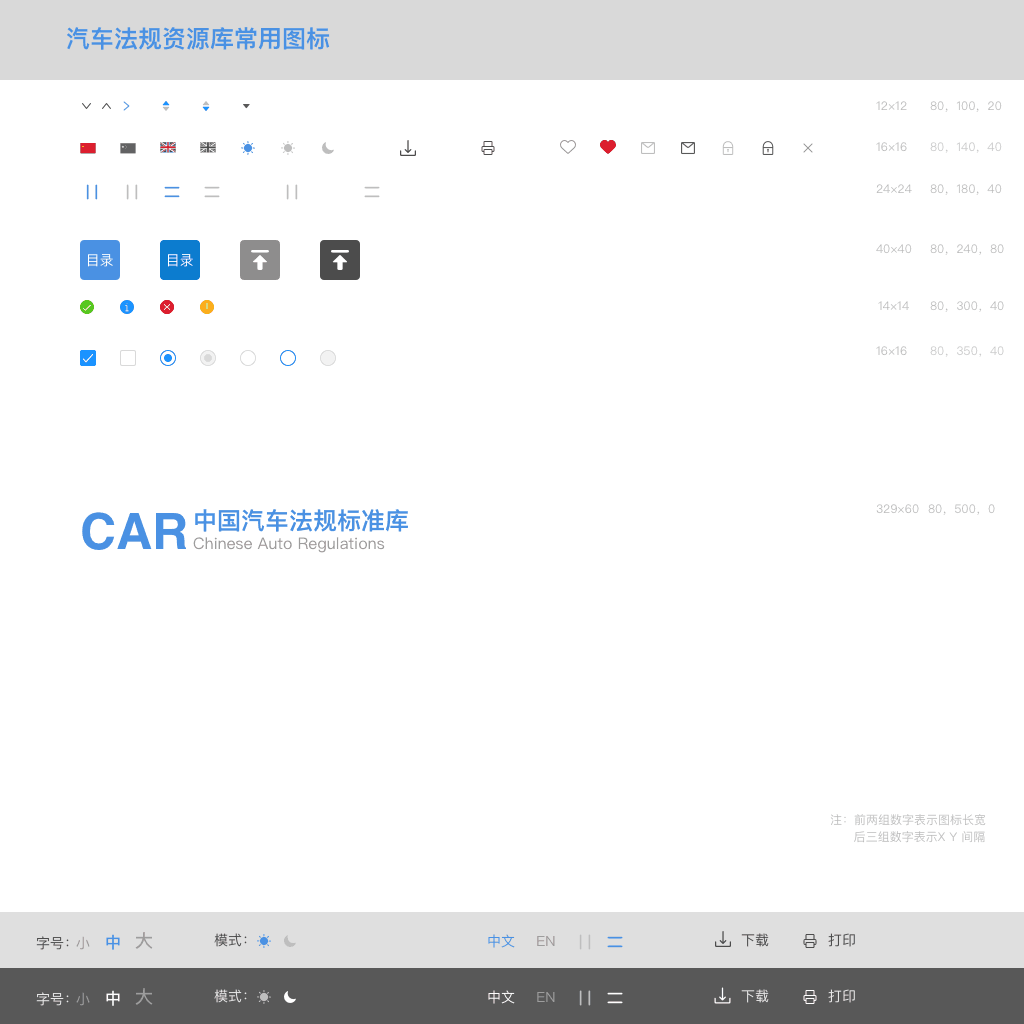 汽车法规资源库常用图标
12×12 80, 100, 20
16×16 80, 140, 40
24×24 80, 180, 40
目录 目录 40×40 80, 240, 80
14×14 80, 300, 40
16×16 80, 350, 40
CAR 中国汽车法规标准库 329×60 80, 500, 0
Chinese Auto Regulations
注：前两组数字表示图标长宽
后三组数字表示X Y 间隔
字号：小 中 大 模式： 中文 EN 下载 打印
字号：小 中 大 模式： 中文 EN 下载 打印